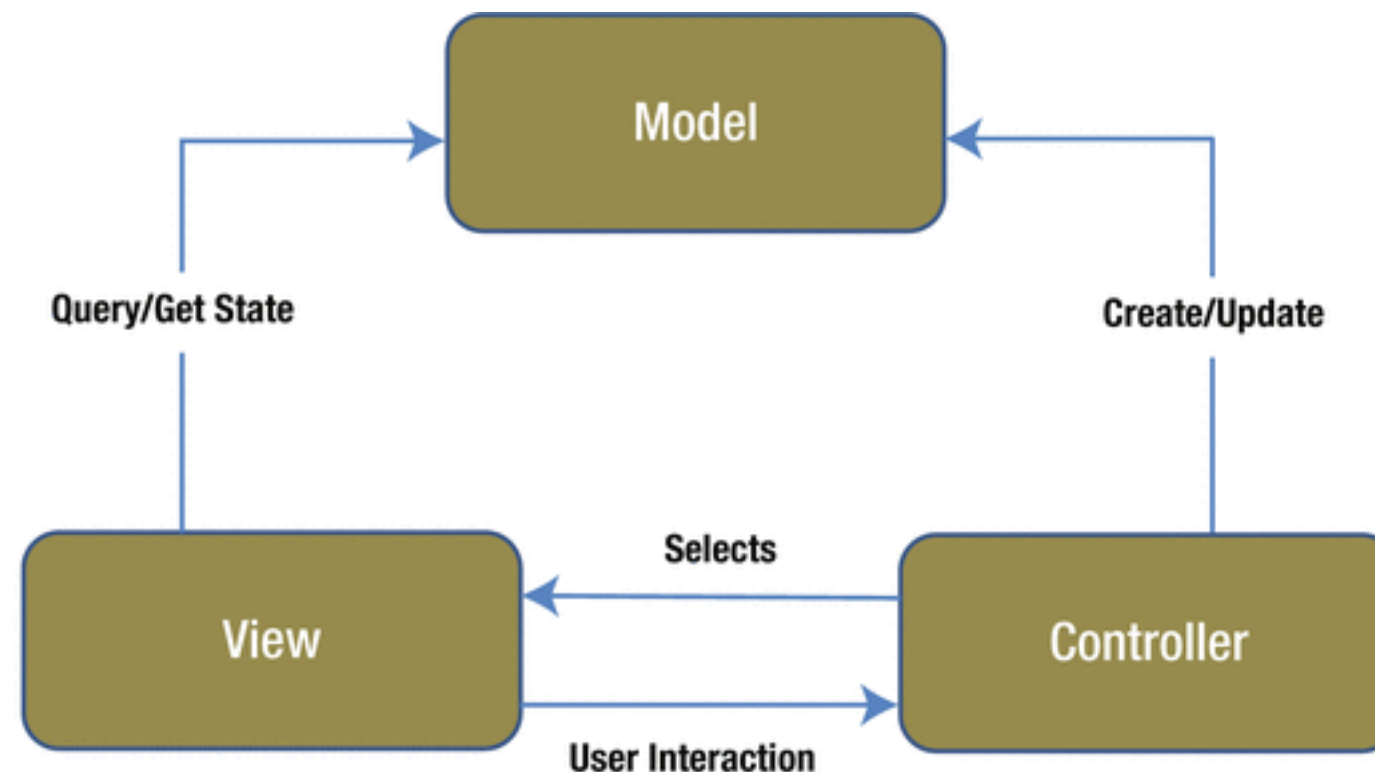 Model
Query/Get State
Create/Update
Selects
View
Controller
User Interaction